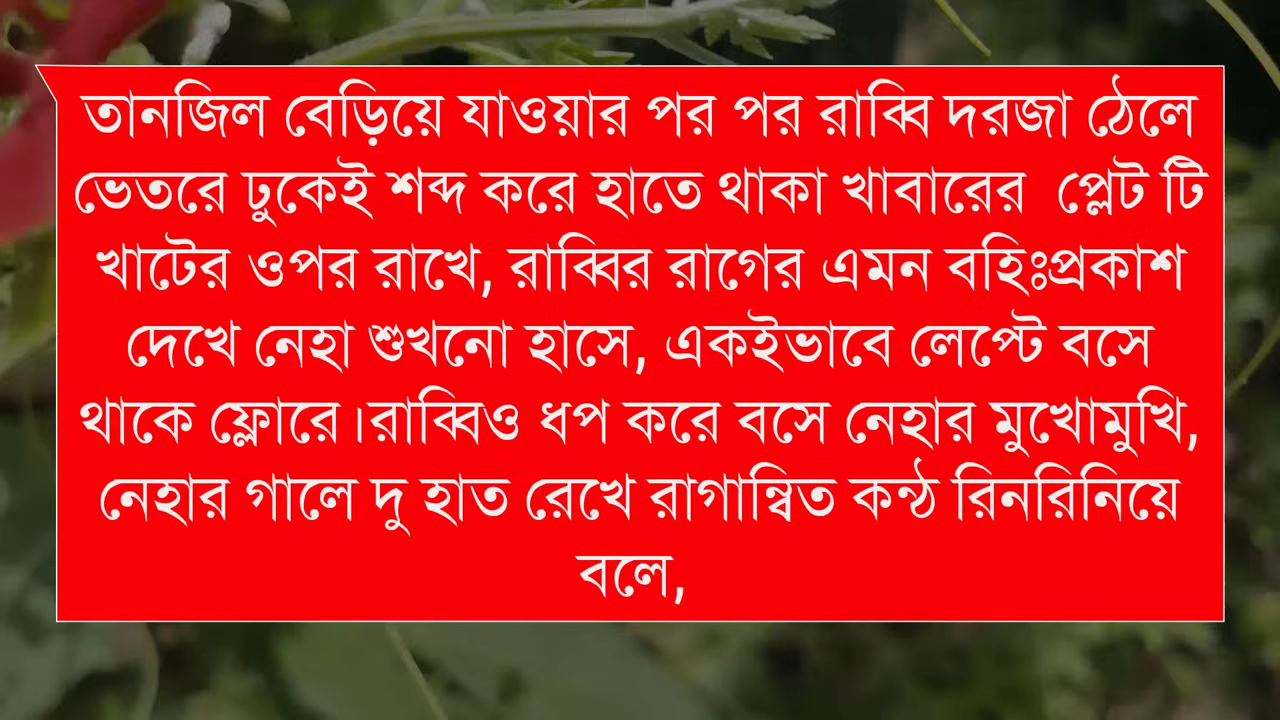 তানজিল বেড়িয়ে যাওয়ার পর পর রাব্বি দরজা ঠেলে
ভেতরে ঢুকেই শব্দ করে হাতে থাকা খাবারের প্লেট টি
খাটের ওপর রাখে, রাব্বির রাগের এমন বহিঃপ্রকাশ
দেখে নেহা শুখনো হাসে, একইভাবে লেপ্টে বসে
থাকে ফ্লোরে।রাব্বিও ধপ করে বসে নেহার মুখোমুখি,
নেহার গালে দু হাত রেখে রাগান্বিত কন্ঠ রিনরিনিয়ে
বলে,